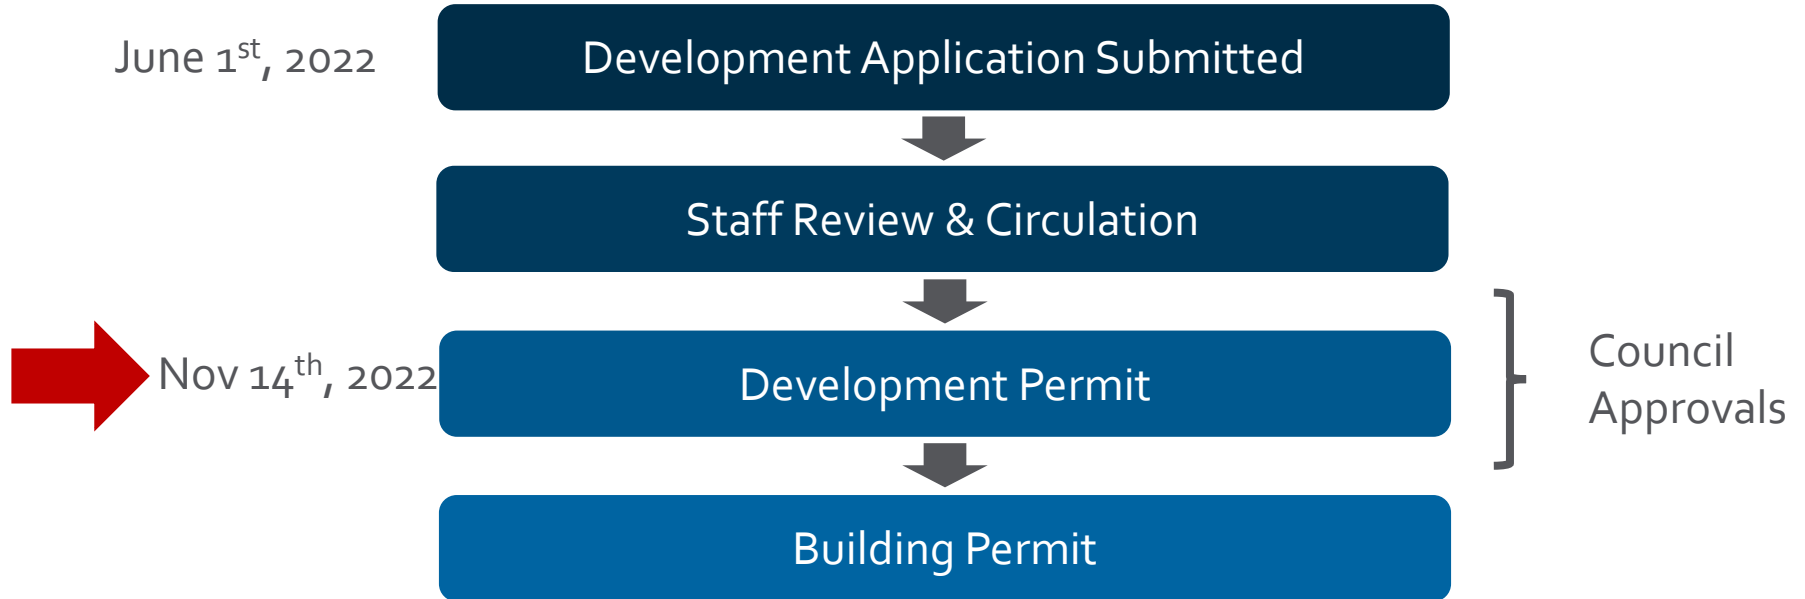 June 1st, 2022
Development Application Submitted
Staff Review & Circulation
Nov 14th, 2022
Development Permit
Council
Approvals
Building Permit